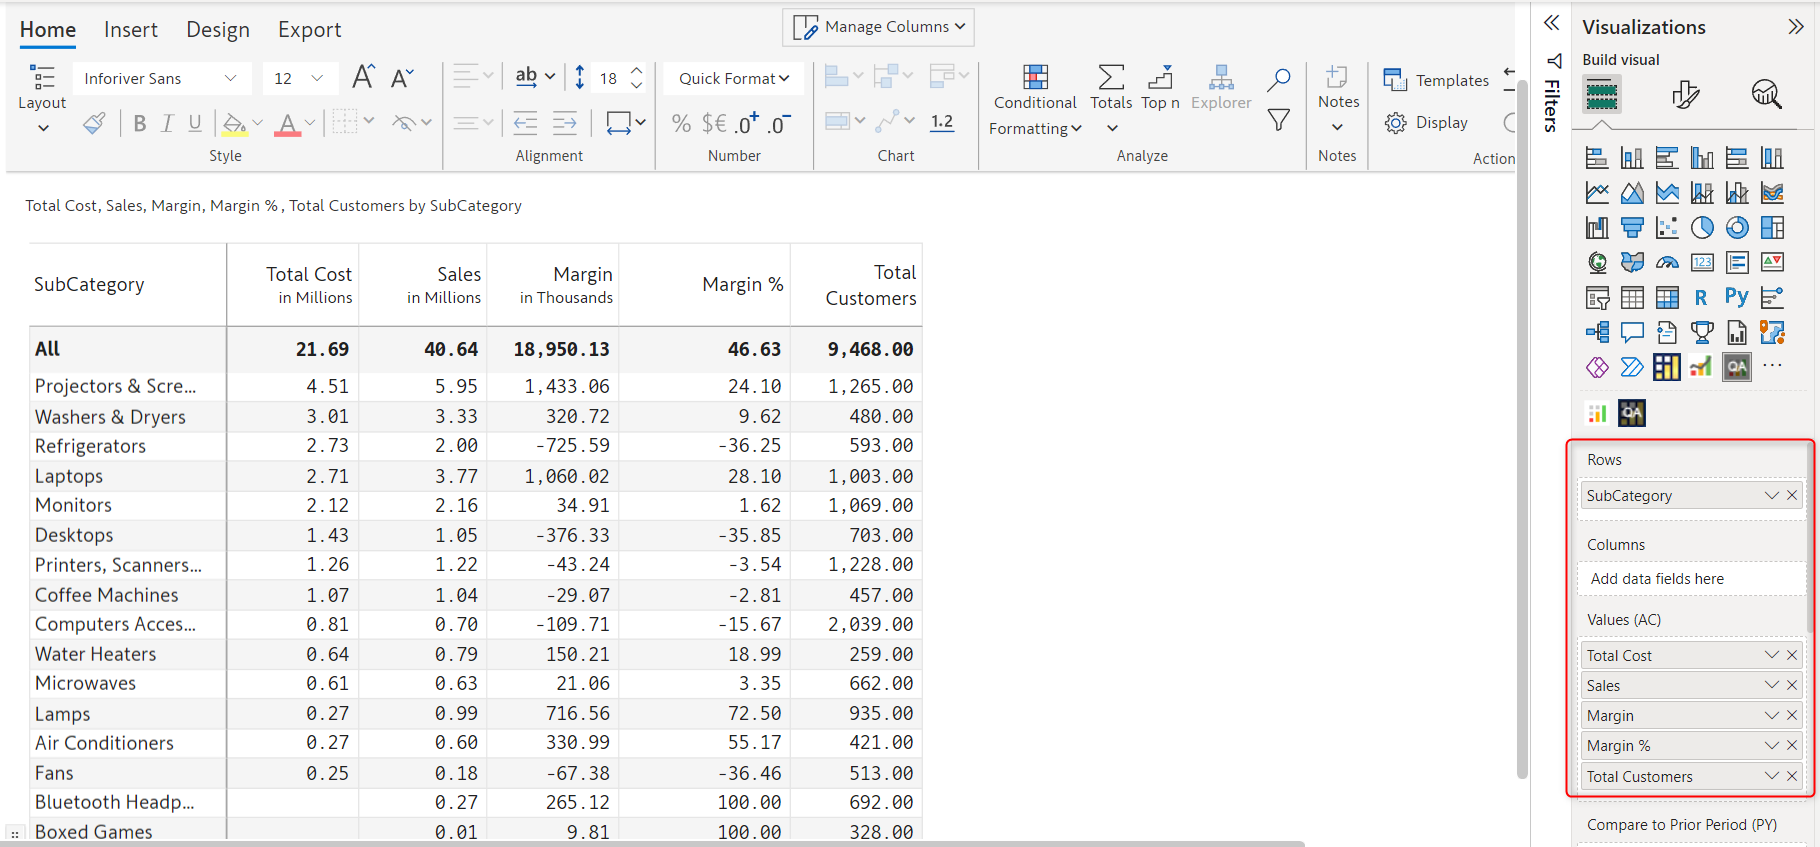 Home Insert Design Export
Manage Columns
Layout
Inforiver Sans
12
A A
B I U A
Style
ab
18
Alignment
Quick Format
% $€ .0+ .0-
Number
1.2
Chart
Conditional Formatting
Totals
Top n
Explorer
Analyze
Notes
Notes
Templates
Display
Action
Filters
Visualizations
Build visual
123
R Py
QA
QA
Total Cost, Sales, Margin, Margin % , Total Customers by SubCategory
SubCategory Total Cost in Millions Sales in Millions Margin in Thousands Margin % Total Customers
All 21.69 40.64 18,950.13 46.63 9,468.00
Projectors & Scre... 4.51 5.95 1,433.06 24.10 1,265.00
Washers & Dryers 3.01 3.33 320.72 9.62 480.00
Refrigerators 2.73 2.00 -725.59 -36.25 593.00
Laptops 2.71 3.77 1,060.02 28.10 1,003.00
Monitors 2.12 2.16 34.91 1.62 1,069.00
Desktops 1.43 1.05 -376.33 -35.85 703.00
Printers, Scanners... 1.26 1.22 -43.24 -3.54 1,228.00
Coffee Machines 1.07 1.04 -29.07 -2.81 457.00
Computers Acces... 0.81 0.70 -109.71 -15.67 2,039.00
Water Heaters 0.64 0.79 150.21 18.99 259.00
Microwaves 0.61 0.63 21.06 3.35 662.00
Lamps 0.27 0.99 716.56 72.50 935.00
Air Conditioners 0.27 0.60 330.99 55.17 421.00
Fans 0.25 0.18 -67.38 -36.46 513.00
Bluetooth Headp... 0.27 265.12 100.00 692.00
Boxed Games 0.01 9.81 100.00 328.00
Rows
SubCategory
Columns
Add data fields here
Values (AC)
Total Cost
Sales
Margin
Margin %
Total Customers
Compare to Prior Period (PY)